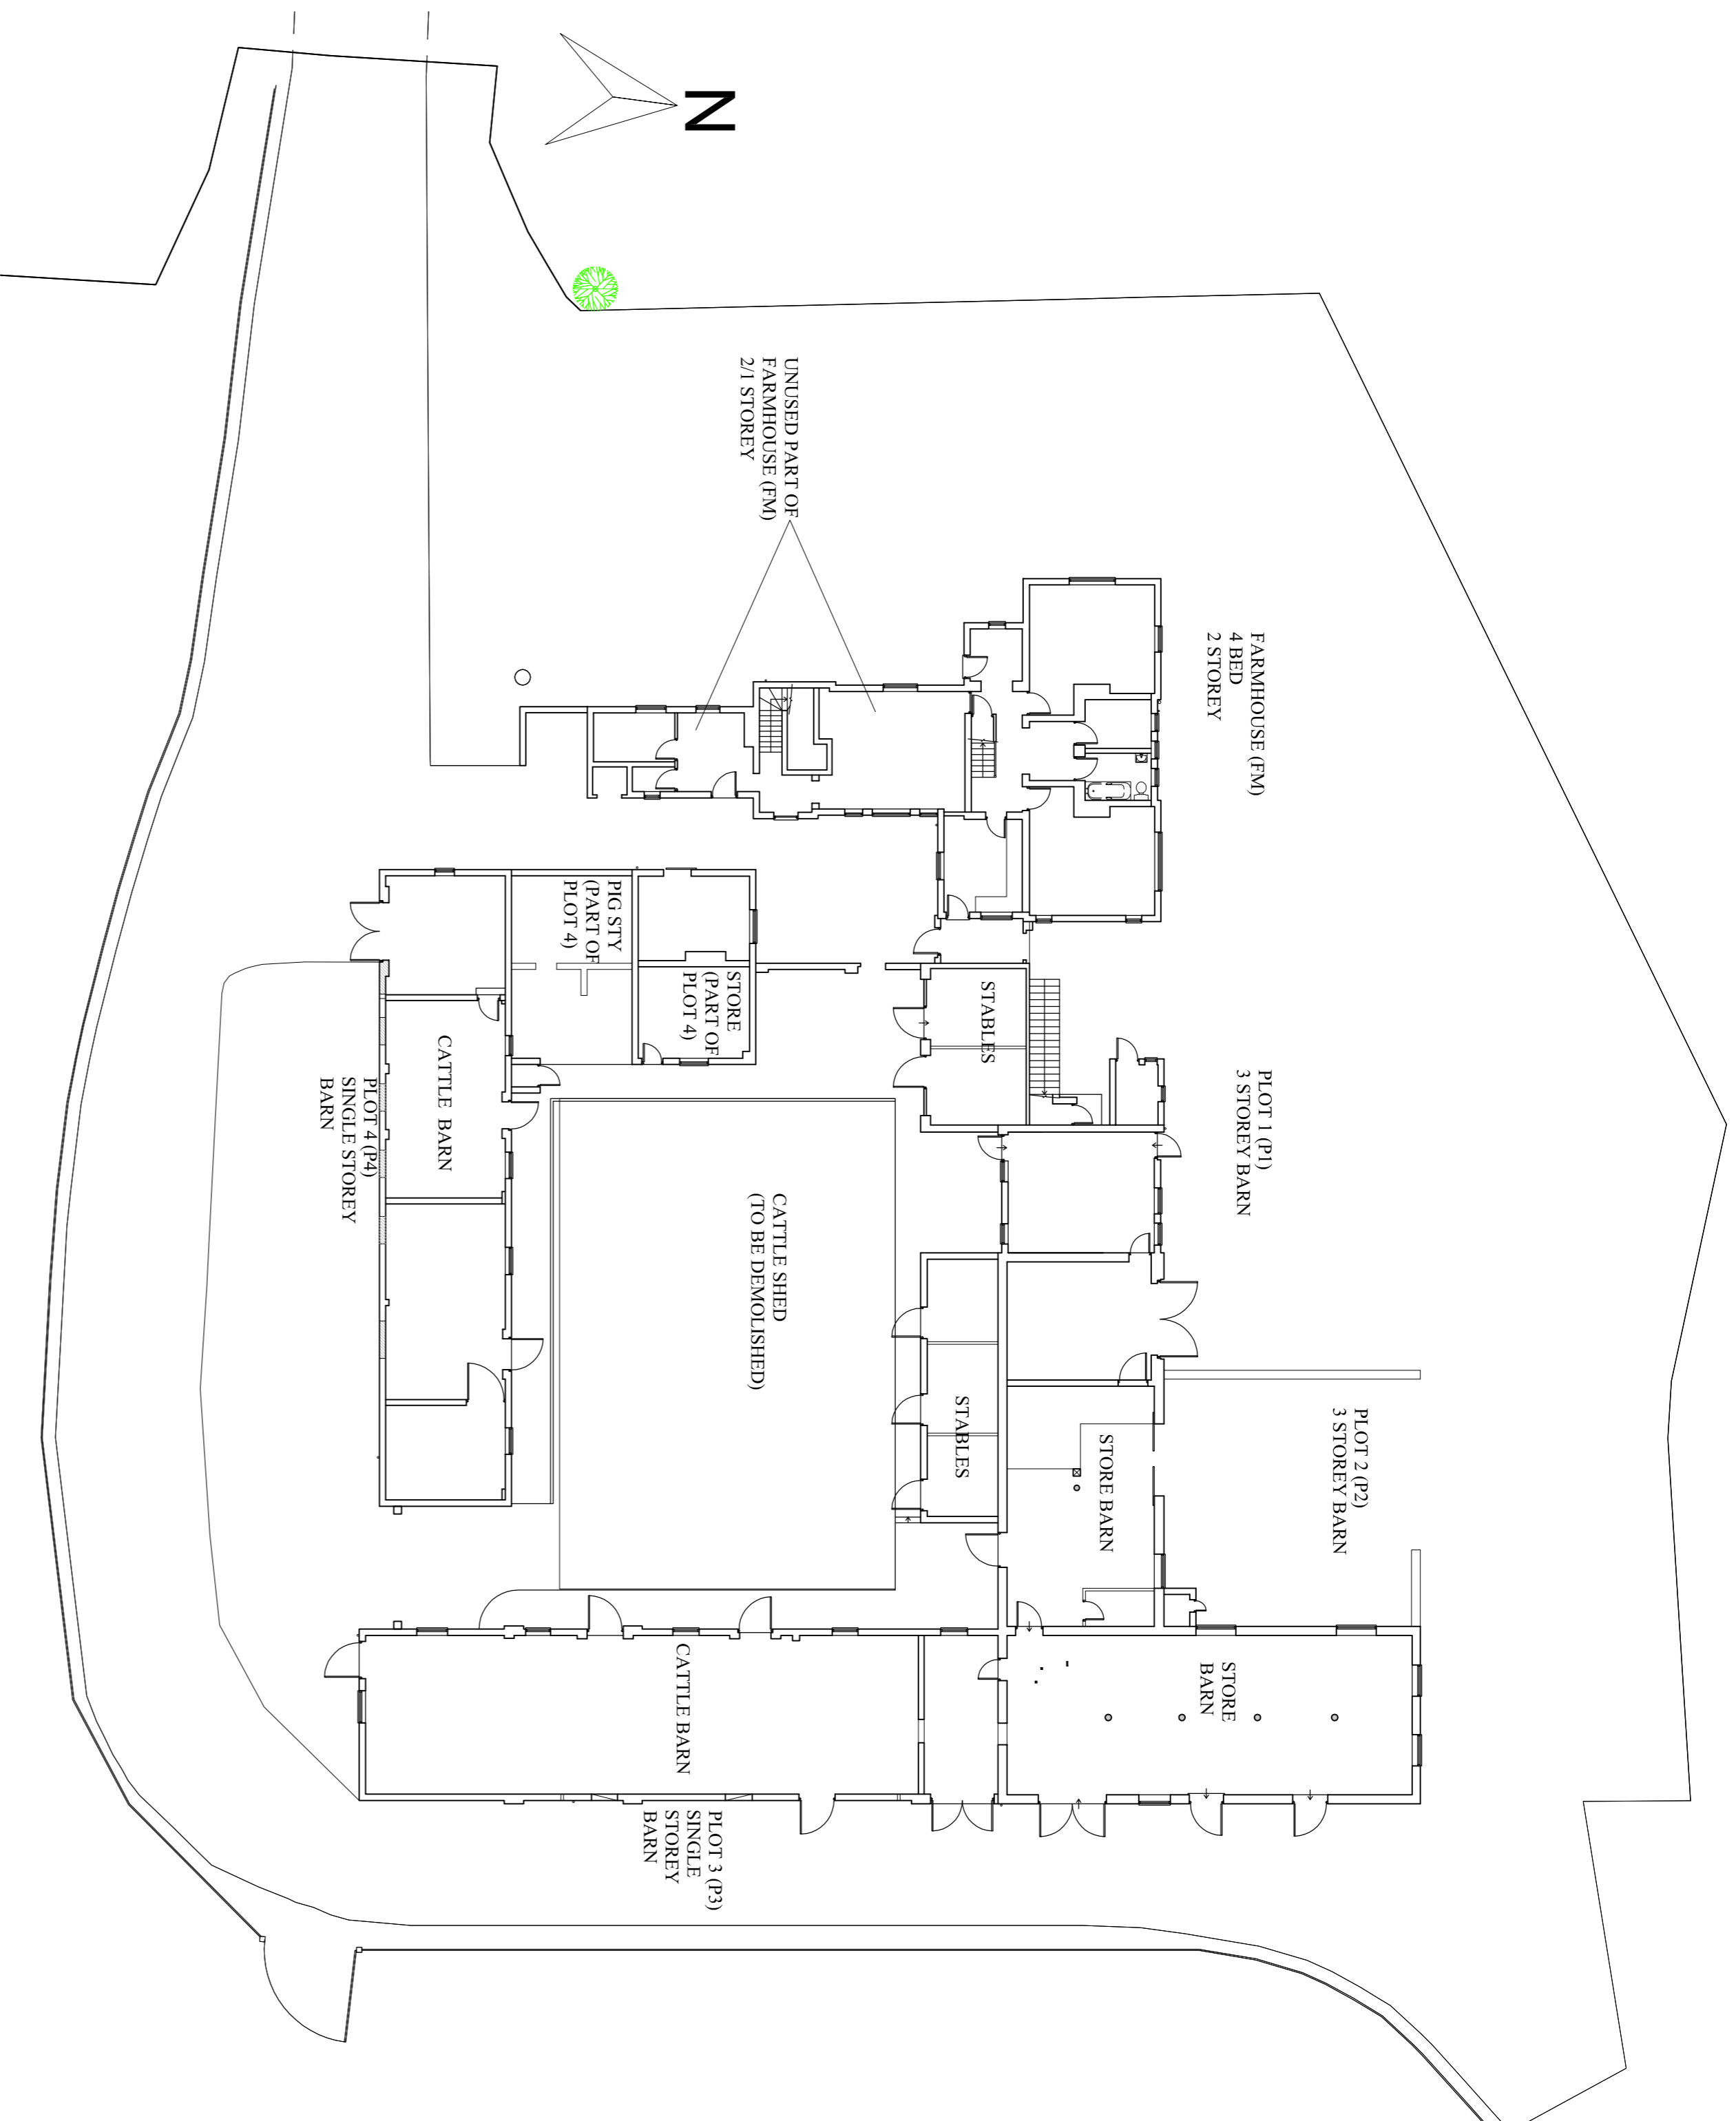 N
FARMHOUSE (FM)
4 BED
2 STOREY
PLOT 1 (P1)
3 STOREY BARN
PLOT 2 (P2)
3 STOREY BARN
UNUSED PART OF
FARMHOUSE (FM)
2/1 STOREY
STABLES
STORE BARN
STORE
BARN
STABLES
STORE
(PART OF
PLOT 4)
PIG STY
(PART OF
PLOT 4)
CATTLE SHED
(TO BE DEMOLISHED)
CATTLE BARN
PLOT 3 (P3)
SINGLE
STOREY
BARN
CATTLE BARN
PLOT 4 (P4)
SINGLE STOREY
BARN